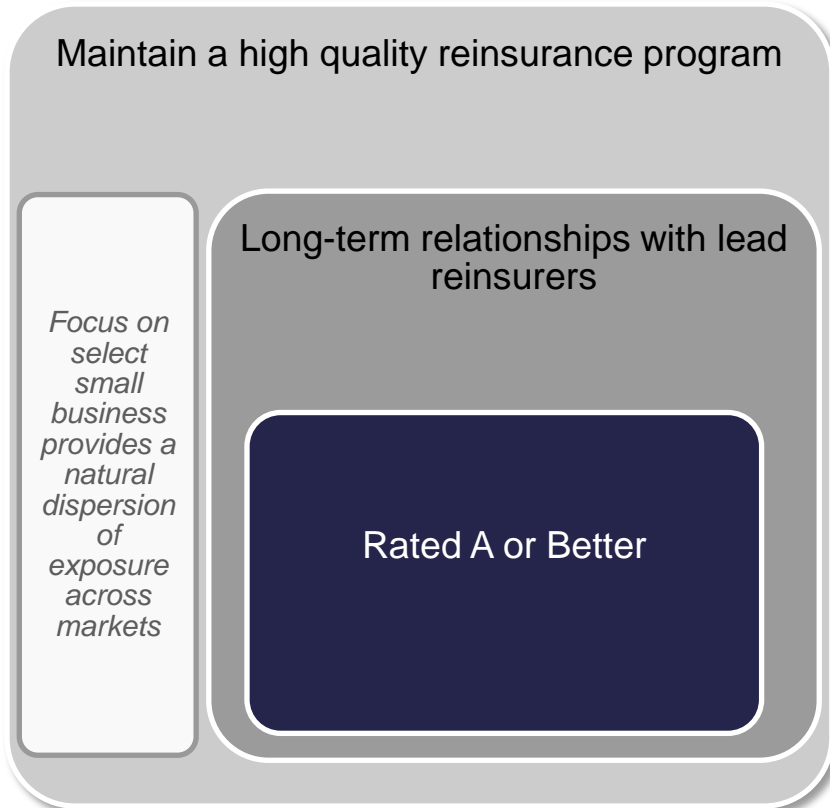 Maintain a high quality reinsurance program
Long-term relationships with lead
reinsurers
Focus on
select
small
business
provides a
natural
dispersion
of
exposure
across
markets
Rated A or Better